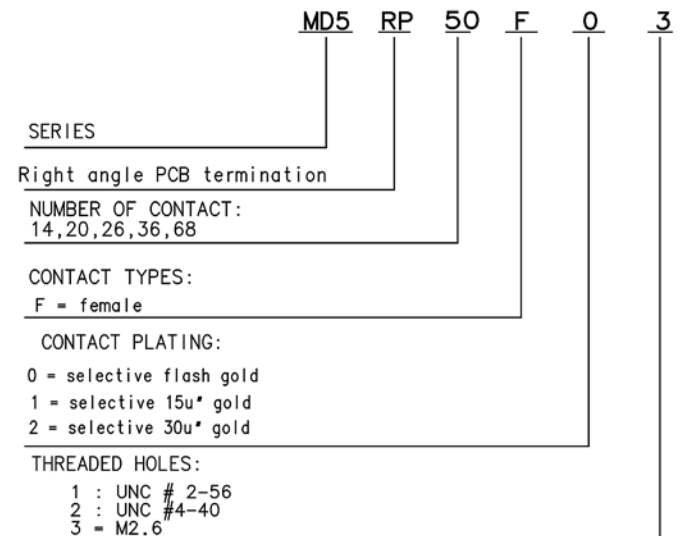 MD5 RP 50 F 0 3
SERIES
Right angle PCB termination
NUMBER OF CONTACT:
14,20,26,36,68
CONTACT TYPES:
F = female
CONTACT PLATING:
0 = selective flash gold
1 = selective 15u" gold
2 = selective 30u" gold
THREADED HOLES:
1 : UNC # 2-56
2 : UNC #4-40
3 = M2.6